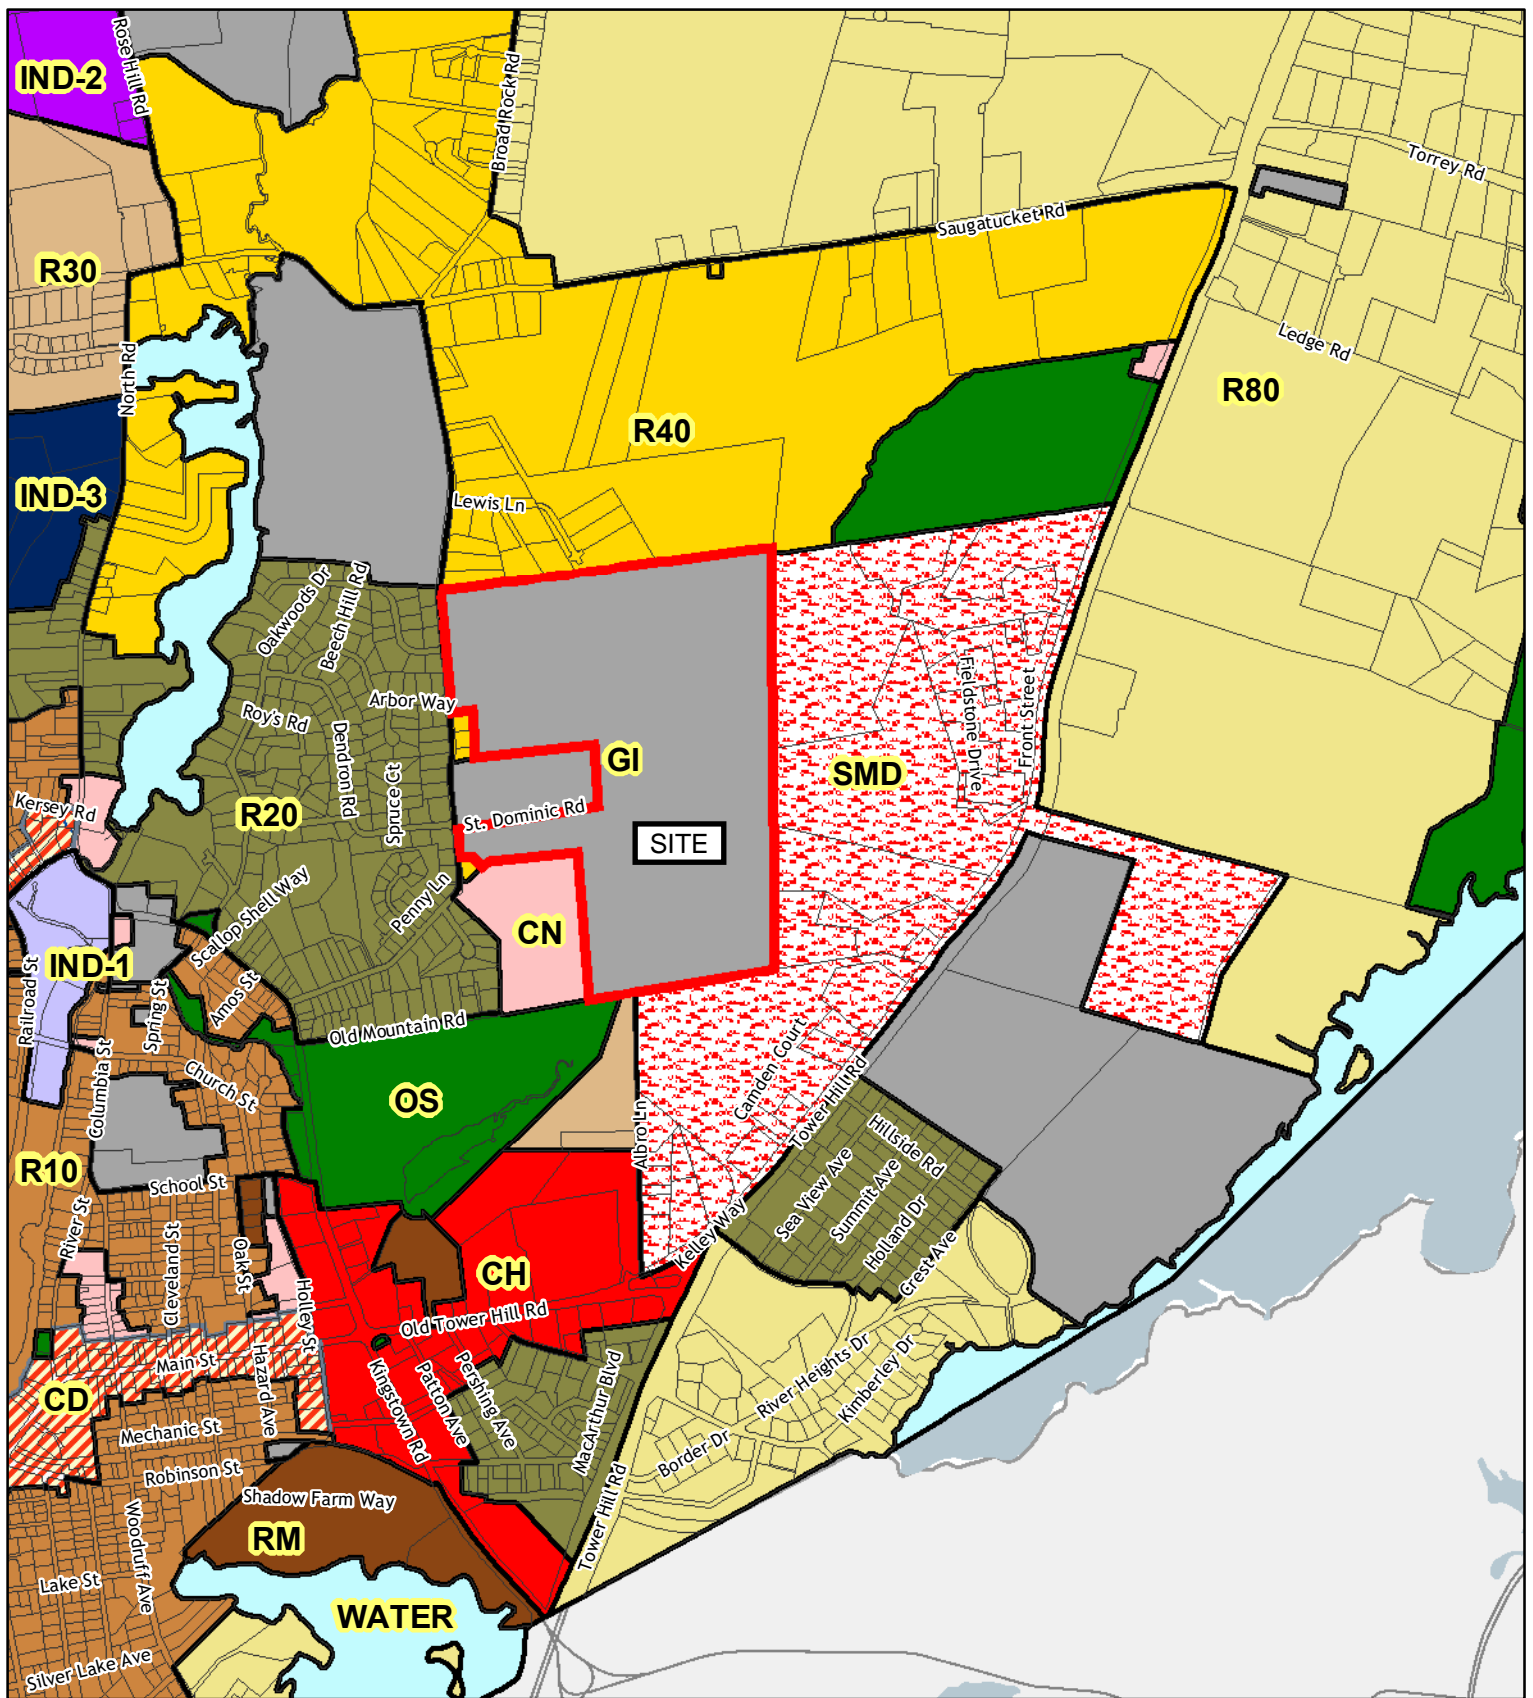 IND-2
Rose Hill Rd
Broad Rock Rd
Torrey Rd
Saugatucket Rd
R30
North Rd
Ledge Rd
R80
R40
IND-3
Lewis Ln
Oakwoods Dr
Beech Hill Rd
Arbor Way
Roy's Rd
Dendron Rd
Spruce Ct
Fieldstone Drive
Front Street
GI
SMD
Kersey Rd
R20
St. Dominic Rd
SITE
Scallop Shell Way
Penny Ln
CN
IND-1
Railroad St
Spring St
Amos St
Old Mountain Rd
Columbia St
Church St
OS
Camden Court
Tower Hill Rd
Albro Ln
Hillside Rd
R10
School St
River St
Sea View Ave
Summit Ave
Holland Dr
Crest Ave
Kelley Way
Cleveland St
Oak St
CH
Holley St
Old Tower Hill Rd
Main St
Hazard Ave
Kingstown Rd
Patton Ave
Pershing Ave
MacArthur Blvd
River Heights Dr
Kimberley Dr
CD
Mechanic St
Border Dr
Robinson St
Shadow Farm Way
Tower Hill Rd
RM
Woodruff Ave
Lake St
WATER
Silver Lake Ave